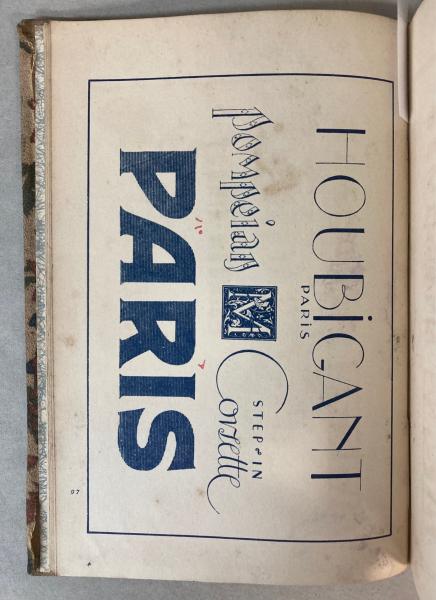 HOUBiGANT
PARiS
Pompeian
M
STEP IN
Corsette
PARIS
97